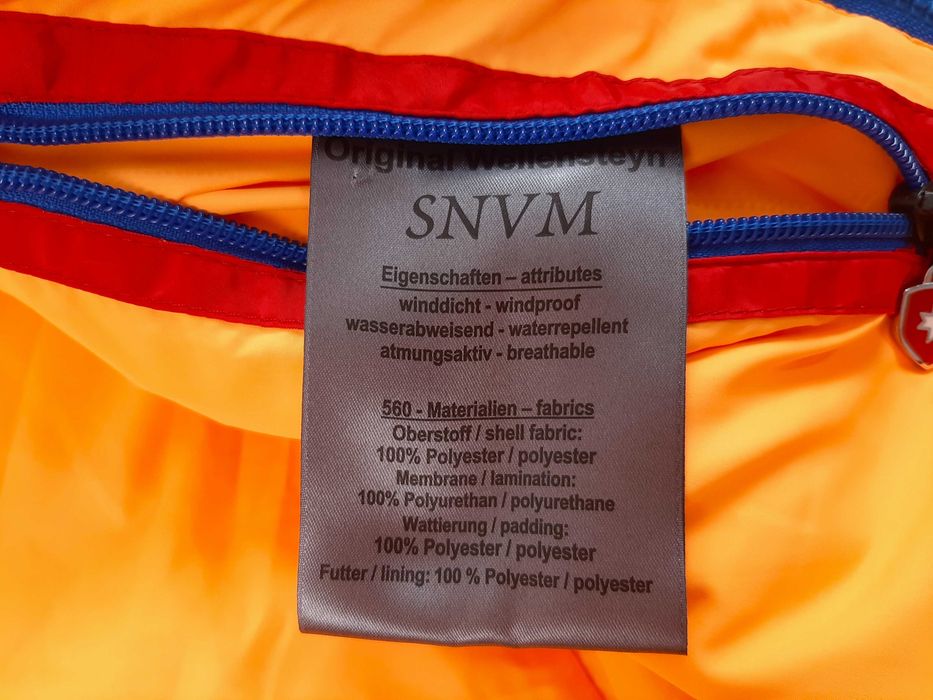 Original Wellensteyn
SNVM
Eigenschaften – attributes
winddicht - windproof
wasserabweisend - waterrepellent
atmungsaktiv - breathable
560 - Materialien – fabrics
Oberstoff / shell fabric:
100% Polyester / polyester
Membrane / lamination:
100% Polyurethan / polyurethane
Wattierung / padding:
100% Polyester / polyester
Futter / lining: 100 % Polyester / polyester